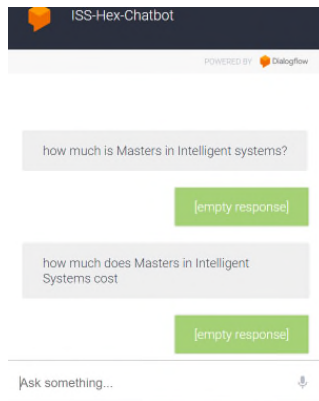 ISS-Hex-Chatbot
POWERED BY Dialogflow
how much is Masters in Intelligent systems?
[empty response]
how much does Masters in Intelligent
Systems cost
[empty response]
Ask something...